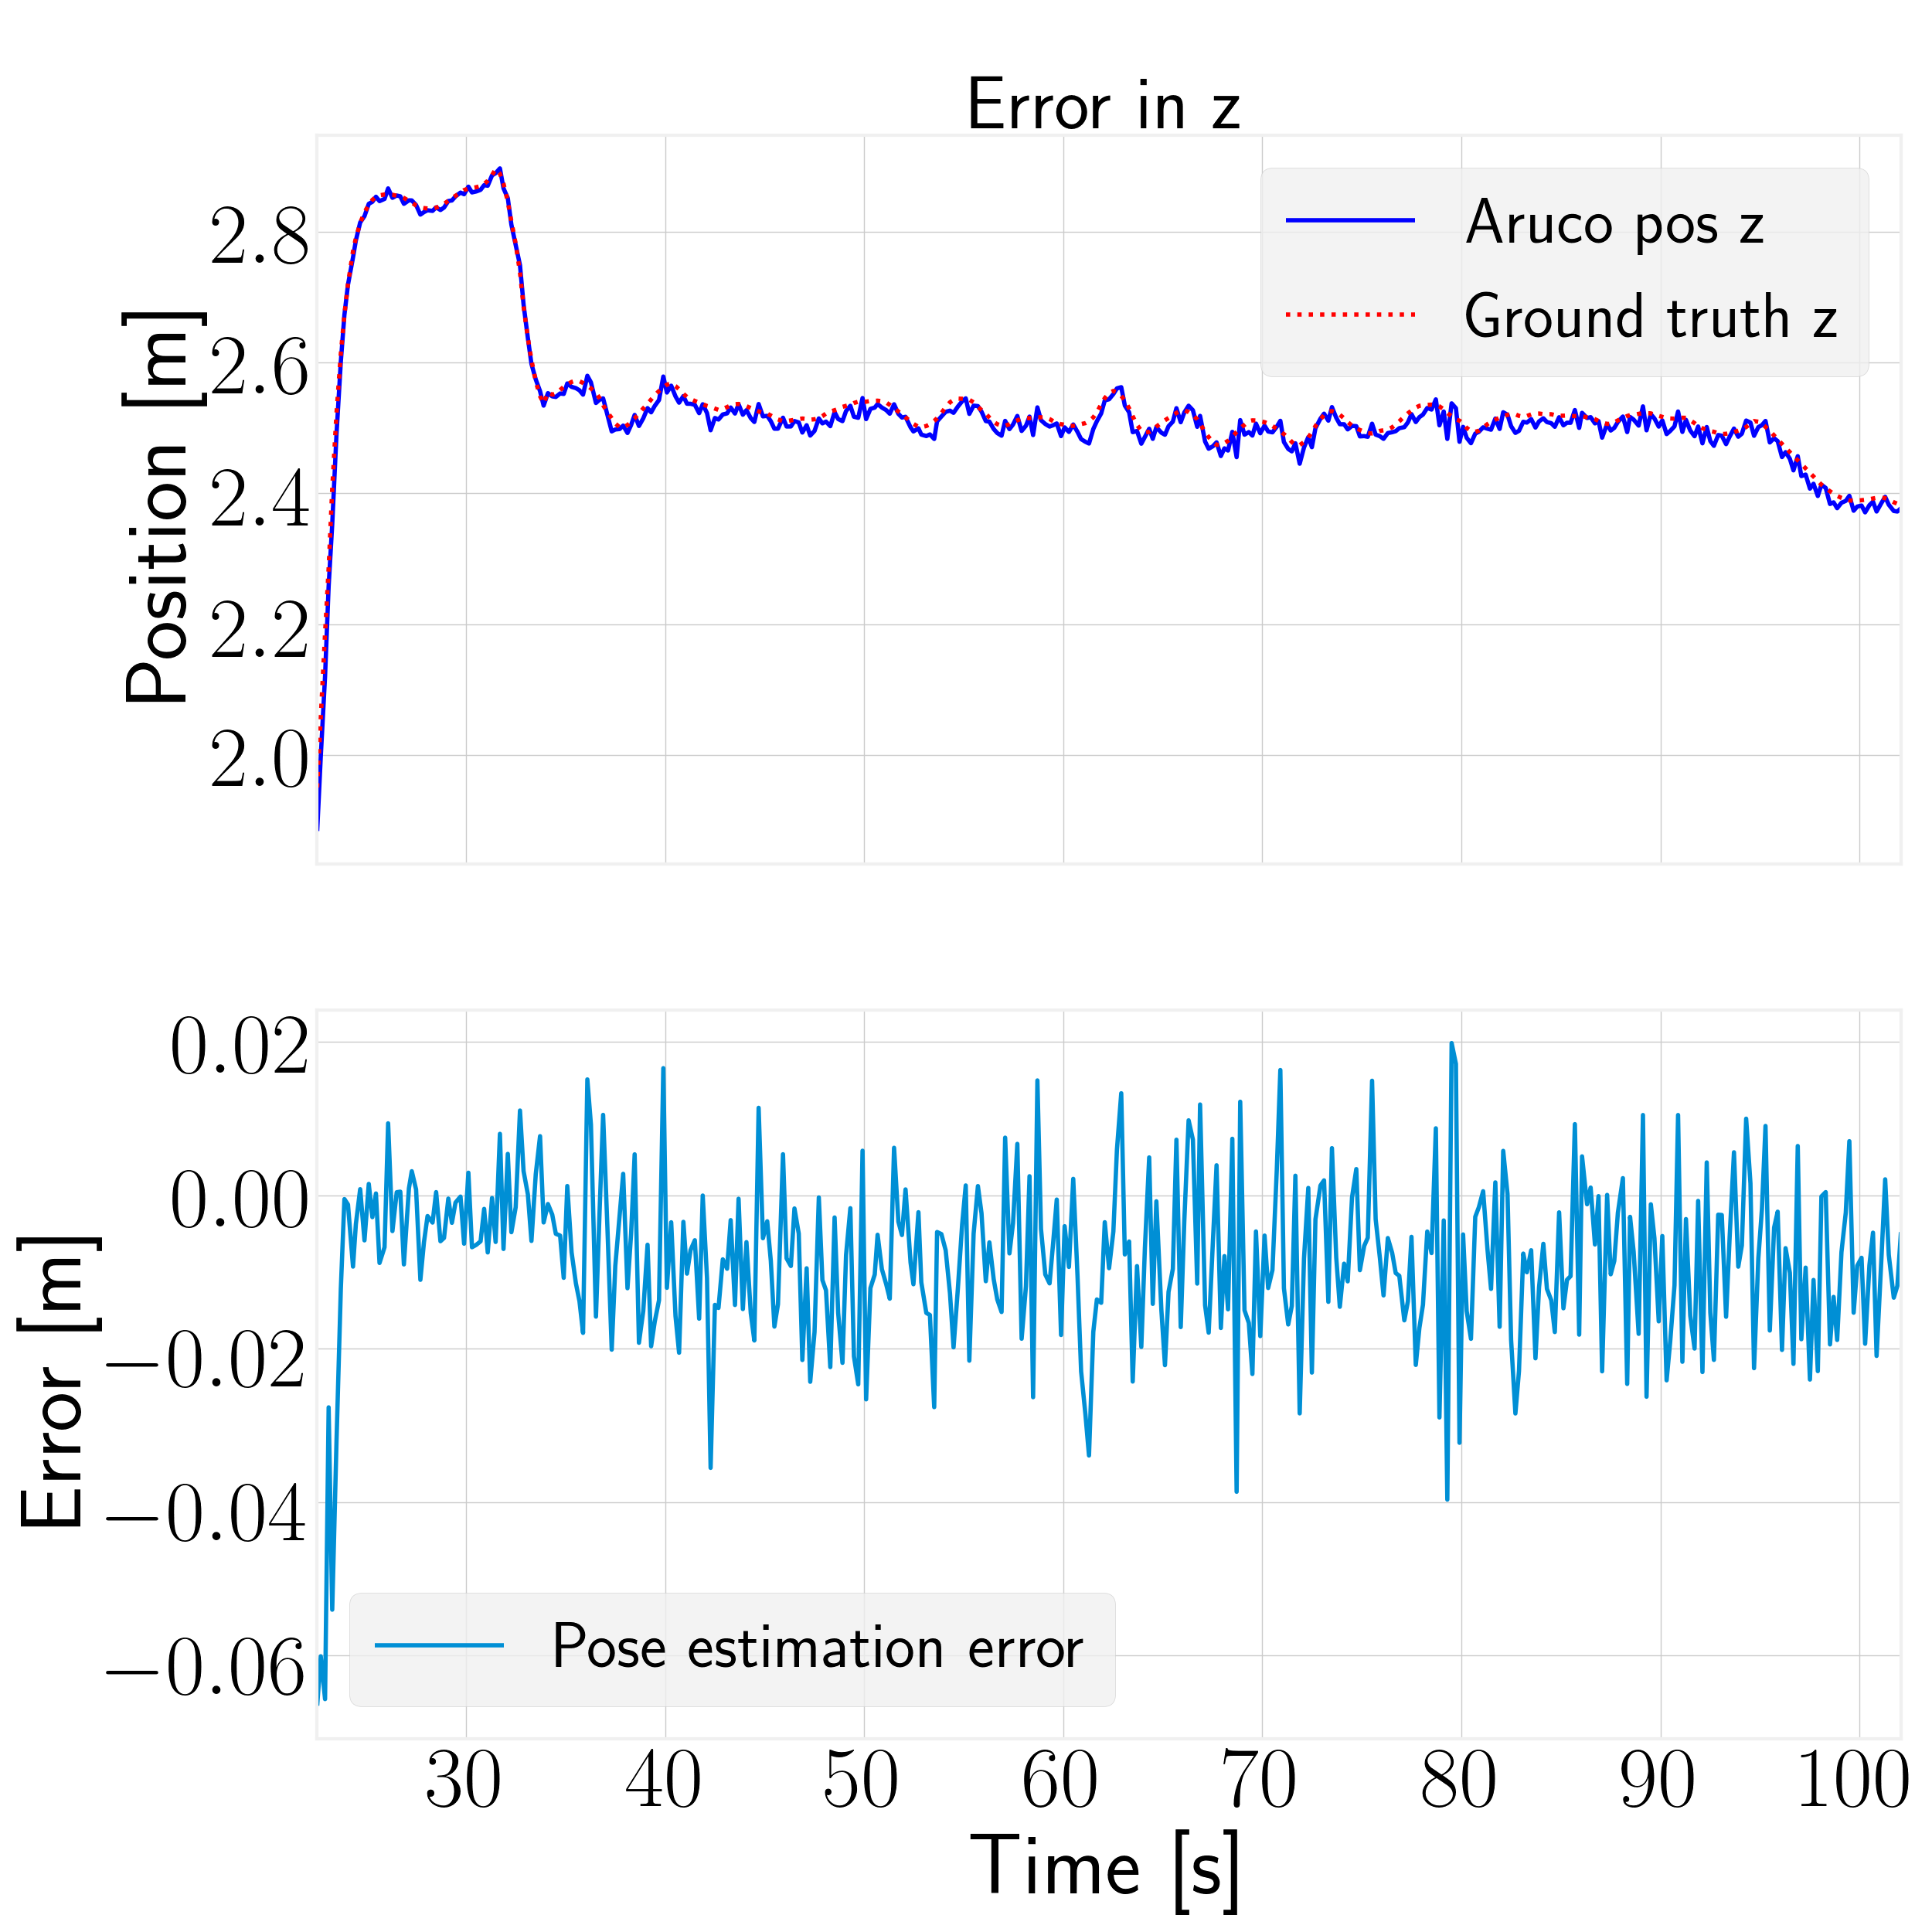 Error in z
Position [m]
2.8
2.6
2.4
2.2
2.0
Aruco pos z
Ground truth z
Error [m]
0.02
0.00
−0.02
−0.04
−0.06
Pose estimation error
30 40 50 60 70 80 90 100
Time [s]